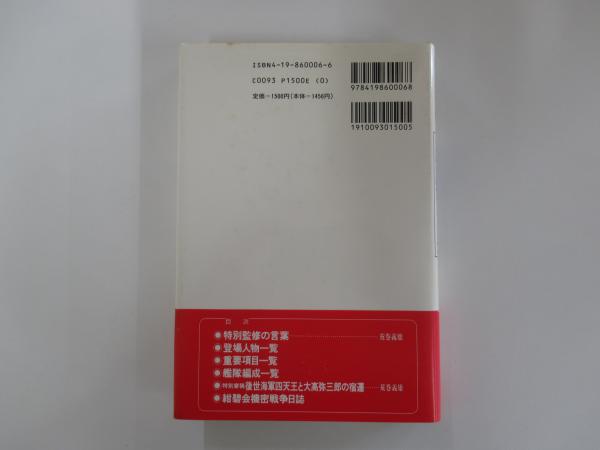 ISBN4-19-860006-6
C0093 P1500E (0)
定価=1500円(本体=1456円)
9784198600068
1910093015005
目次
●特別監修の言葉 荒巻義雄
●登場人物一覧
●重要項目一覧
●艦隊編成一覧
●特別寄稿 後世海軍四天王と大高弥三郎の宿運 荒巻義雄
●紺碧会機密戦争日誌